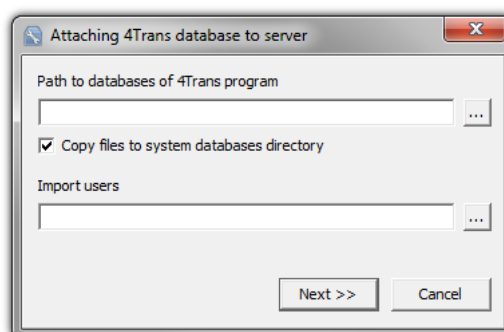 Attaching 4Trans database to server
Path to databases of 4Trans program
...
Copy files to system databases directory
Import users
...
Next >> Cancel